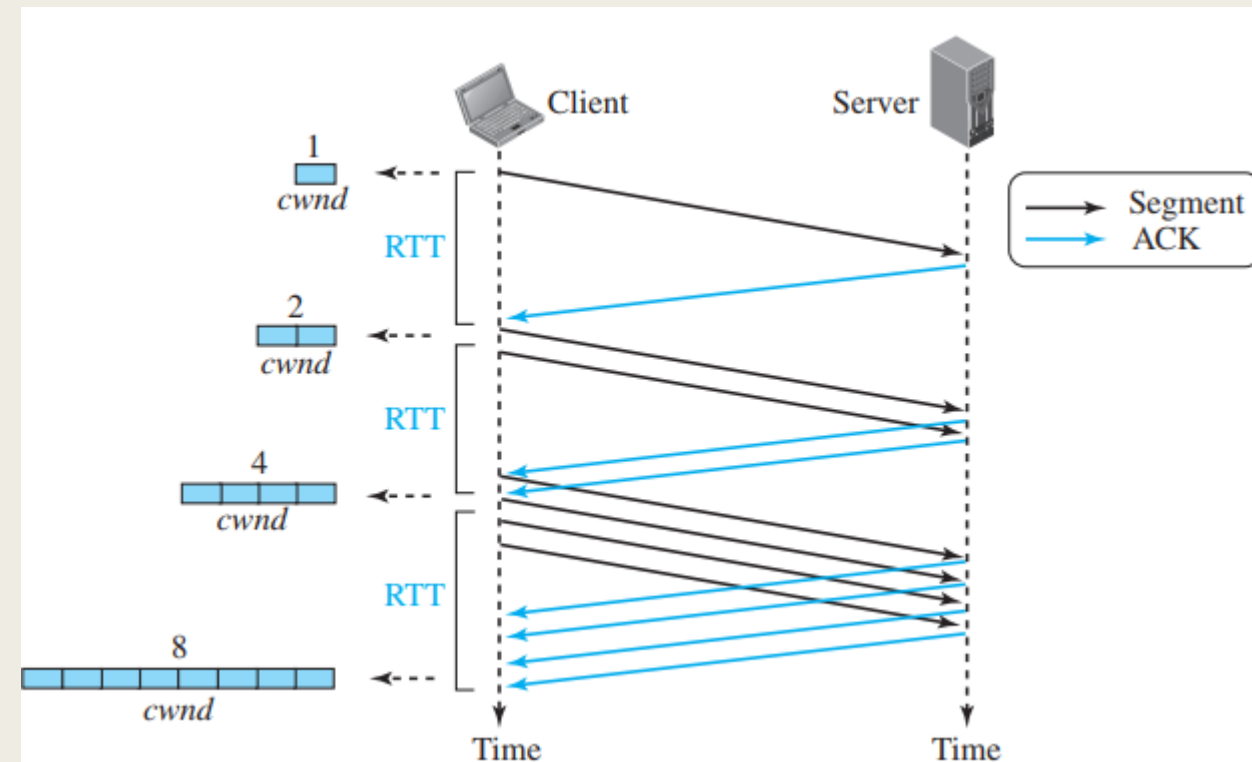 Client
Server
1
cwnd
Segment
ACK
RTT
2
cwnd
RTT
4
cwnd
RTT
8
cwnd
Time
Time